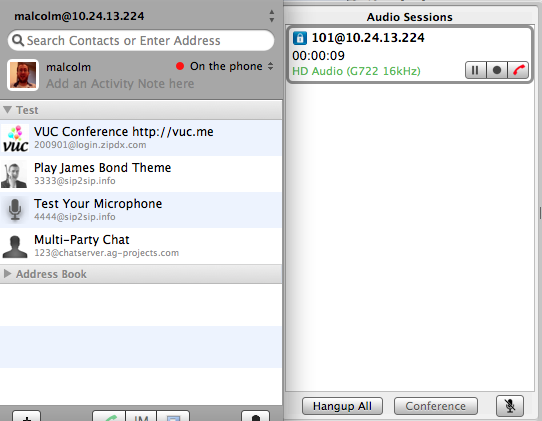 malcolm@10.24.13.224
Search Contacts or Enter Address
malcolm
On the phone
Add an Activity Note here
Test
vuc
VUC Conference http://vuc.me
200901@login.zipdx.com
Play James Bond Theme
3333@sip2sip.info
Test Your Microphone
4444@sip2sip.info
Multi-Party Chat
123@chatserver.ag-projects.com
Address Book
IM
Audio Sessions
101@10.24.13.224
00:00:09
HD Audio (G722 16kHz)
Hangup All
Conference